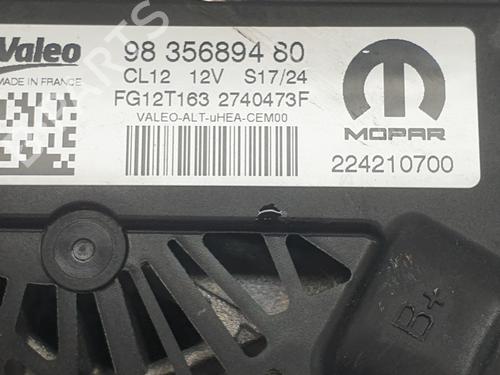 Valeo
MADE IN FRANCE
98 356894 80
CL12 12V S17/24
FG12T163 2740473F
VALEO-ALT-uHEA-CEM00
MOPAR
224210700
B+